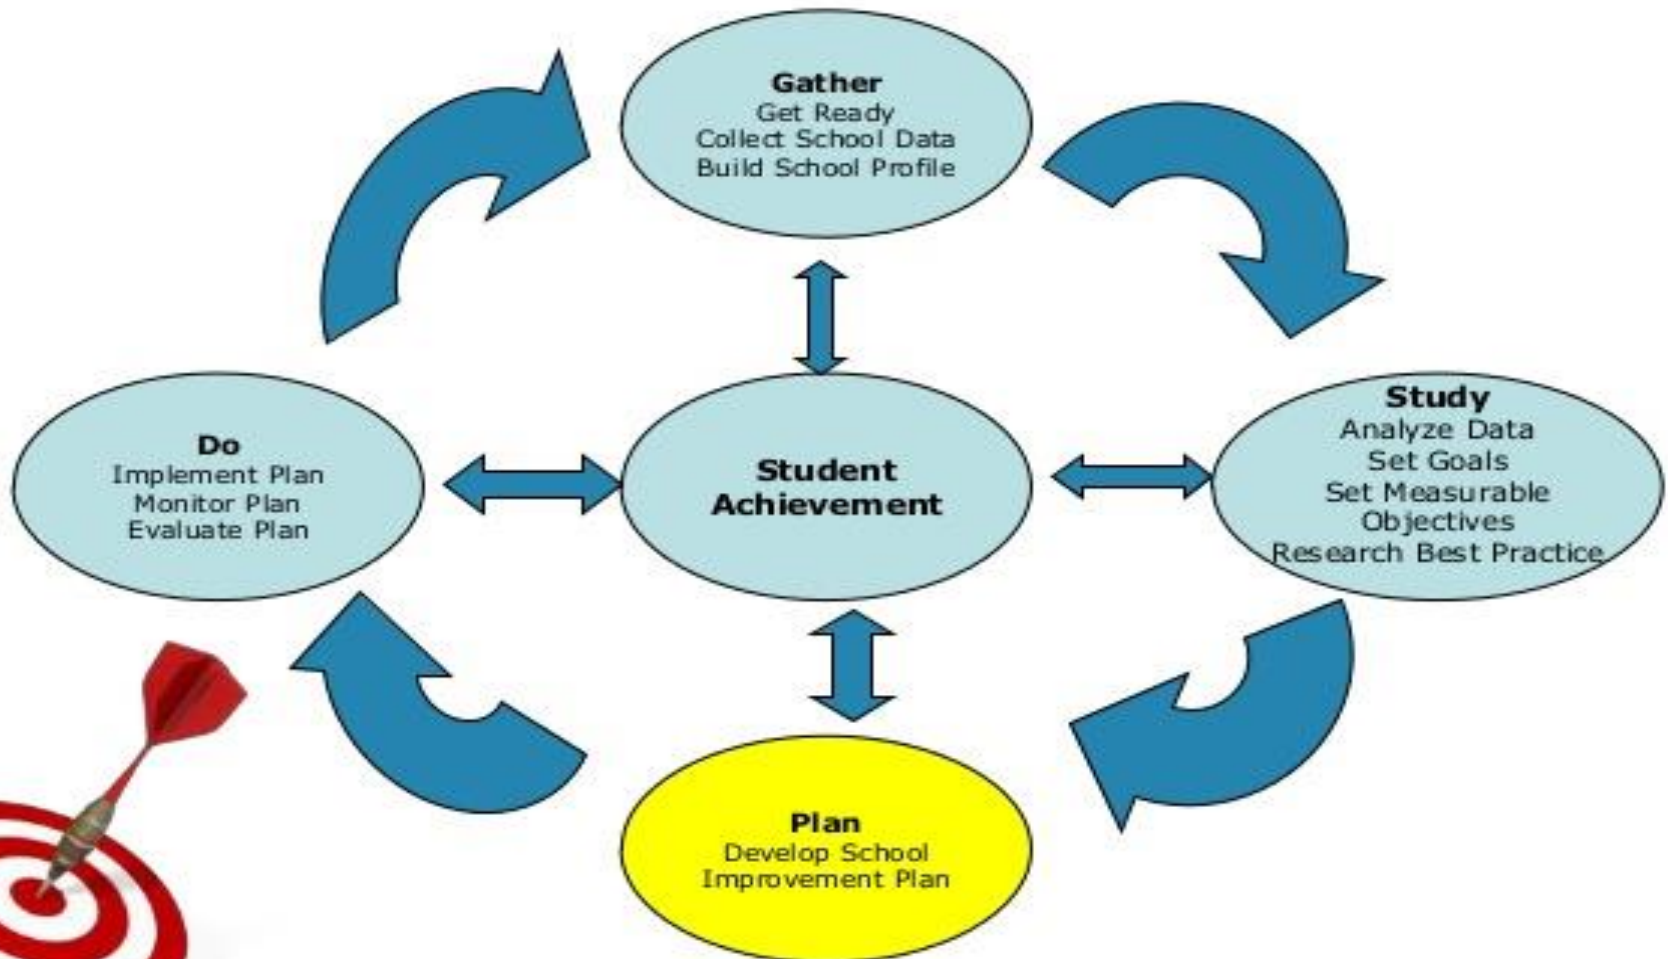 Gather
Get Ready
Collect School Data
Build School Profile
Do
Implement Plan
Monitor Plan
Evaluate Plan
Student
Achievement
Study
Analyze Data
Set Goals
Set Measurable
Objectives
Research Best Practice
Plan
Develop School
Improvement Plan